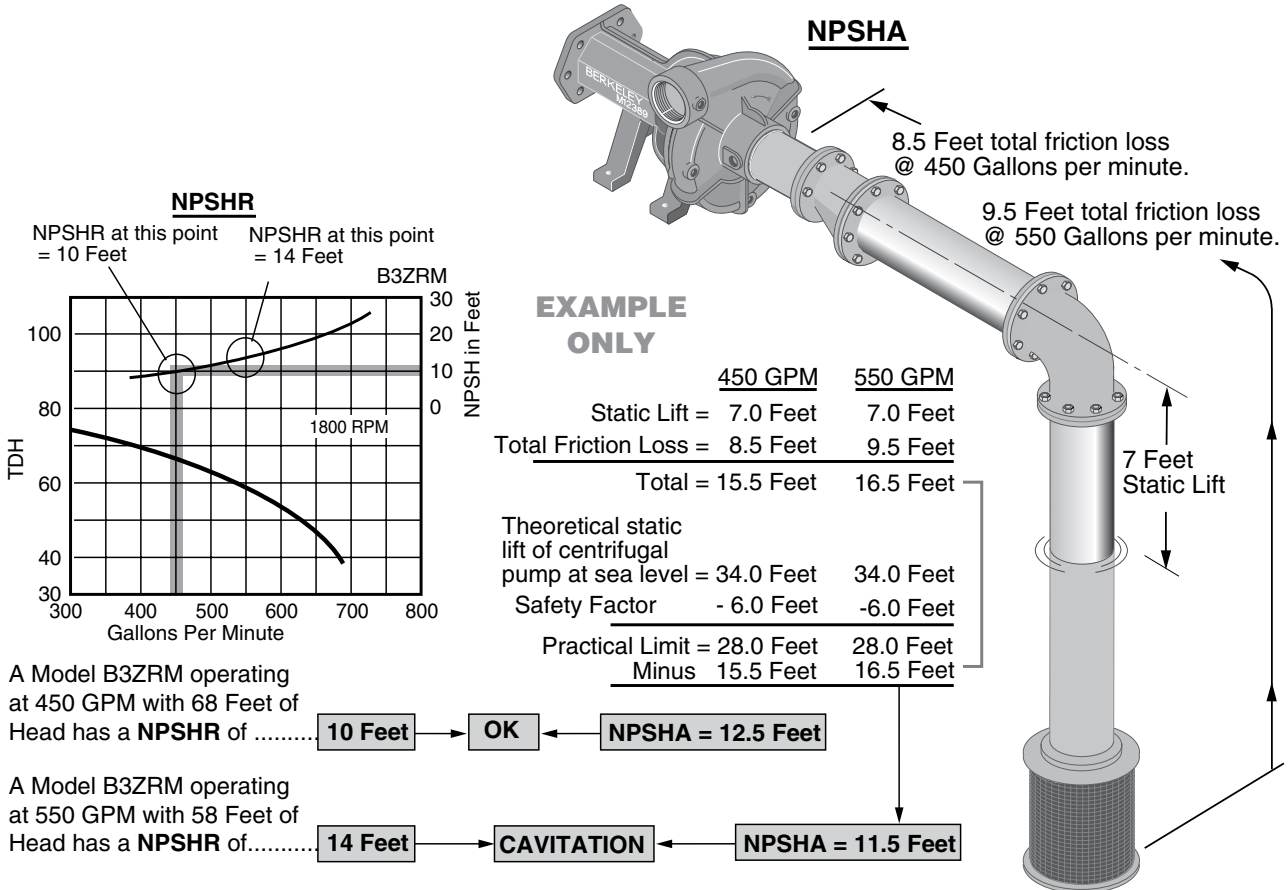 NPSHA
BERKELEY
M12389
8.5 Feet total friction loss
@ 450 Gallons per minute.
9.5 Feet total friction loss
@ 550 Gallons per minute.
7 Feet
Static Lift
NPSHR
NPSHR at this point
= 10 Feet
NPSHR at this point
= 14 Feet
B3ZRM
100
80
60
40
30
TDH
30
20
10
0
NPSH in Feet
1800 RPM
300 400 500 600 700 800
Gallons Per Minute
EXAMPLE
ONLY
450 GPM 550 GPM
Static Lift = 7.0 Feet 7.0 Feet
Total Friction Loss = 8.5 Feet 9.5 Feet
Total = 15.5 Feet 16.5 Feet
Theoretical static
lift of centrifugal
pump at sea level = 34.0 Feet 34.0 Feet
Safety Factor - 6.0 Feet -6.0 Feet
Practical Limit = 28.0 Feet 28.0 Feet
Minus 15.5 Feet 16.5 Feet
A Model B3ZRM operating
at 450 GPM with 68 Feet of
Head has a NPSHR of .......... 10 Feet OK NPSHA = 12.5 Feet
A Model B3ZRM operating
at 550 GPM with 58 Feet of
Head has a NPSHR of........... 14 Feet CAVITATION NPSHA = 11.5 Feet